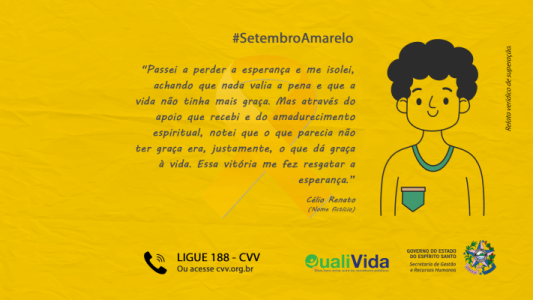 #SetembroAmarelo
"Passei a perder a esperança e me isolei,
achando que nada valia a pena e que a
vida não tinha mais graça. Mas através do
apoio que recebi e do amadurecimento
espiritual, notei que o que parecia não
ter graça era, justamente, o que dá graça
à vida. Essa vitória me fez resgatar a
esperança."
Célio Renato
(Nome fictício)
Relato verídico de superação.
LIGUE 188 - CVV
Ou acesse cvv.org.br
QualiVida
GOVERNO DO ESTADO
DO ESPÍRITO SANTO
Secretaria de Gestão
e Recursos Humanos